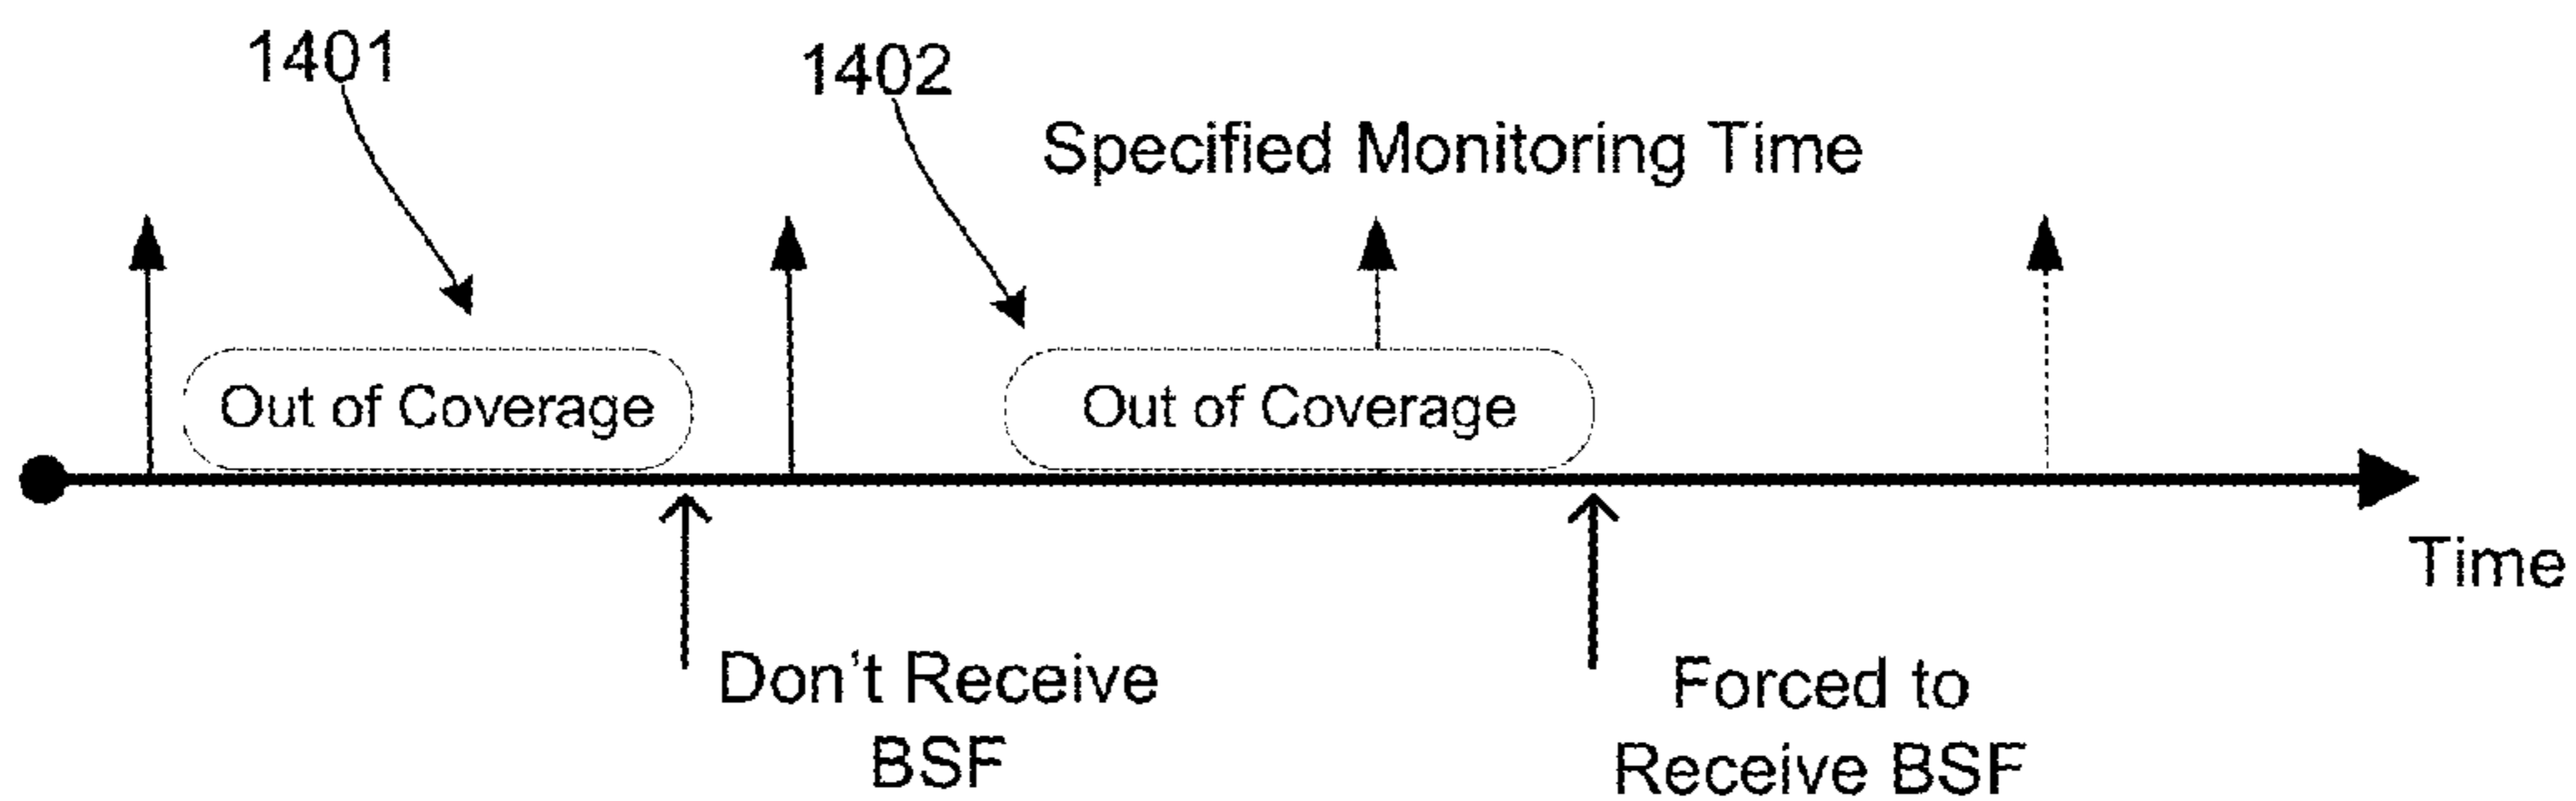 1401
1402
Specified Monitoring Time
Out of Coverage
Out of Coverage
Time
Don't Receive
BSF
Forced to
Receive BSF